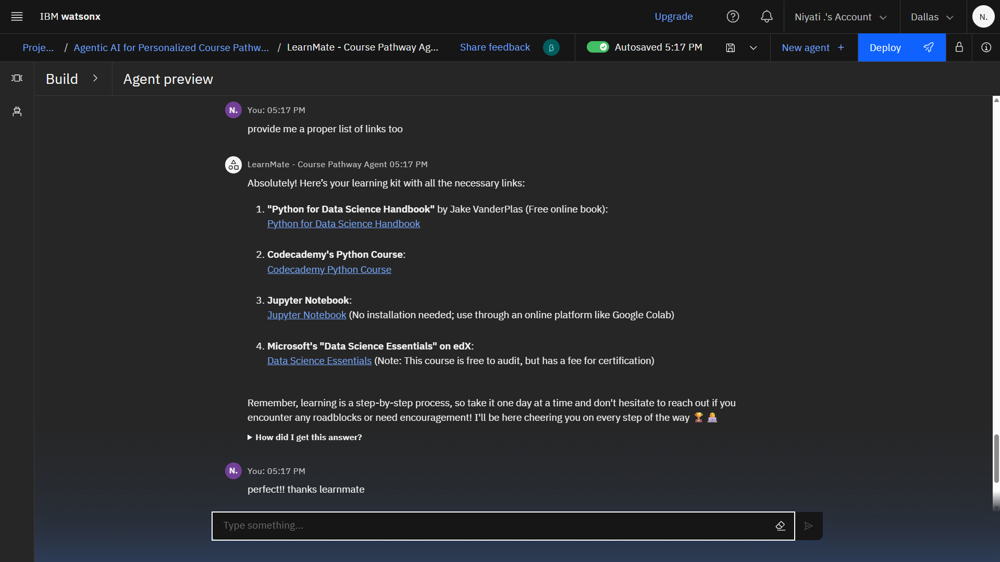 IBM watsonx
Upgrade
Niyati .'s Account
Dallas
N.
Proje... / Agentic AI for Personalized Course Pathw... / LearnMate - Course Pathway Ag...
Share feedback
β
Autosaved 5:17 PM
New agent +
Deploy
Build
Agent preview
N. You: 05:17 PM
provide me a proper list of links too
LearnMate - Course Pathway Agent 05:17 PM
Absolutely! Here’s your learning kit with all the necessary links:
1. "Python for Data Science Handbook" by Jake VanderPlas (Free online book):
Python for Data Science Handbook
2. Codecademy's Python Course:
Codecademy Python Course
3. Jupyter Notebook:
Jupyter Notebook (No installation needed; use through an online platform like Google Colab)
4. Microsoft's "Data Science Essentials" on edX:
Data Science Essentials (Note: This course is free to audit, but has a fee for certification)
Remember, learning is a step-by-step process, so take it one day at a time and don't hesitate to reach out if you
encounter any roadblocks or need encouragement! I'll be here cheering you on every step of the way 🏆 🧑‍💻
How did I get this answer?
N. You: 05:17 PM
perfect!! thanks learnmate
Type something...